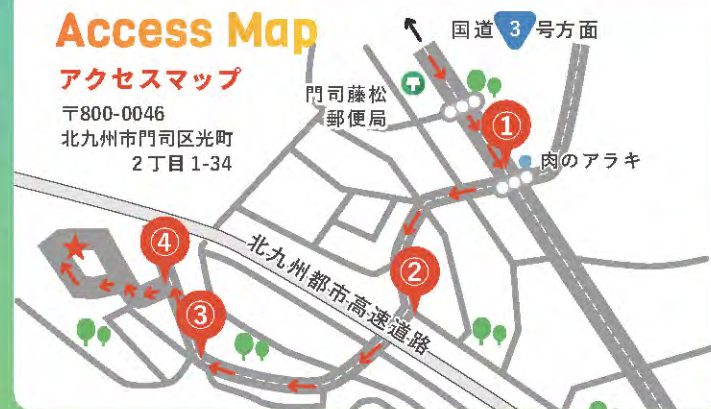 Access Map
アクセスマップ
〒800-0046
北九州市門司区光町
2丁目1-34
国道 3 号方面
門司藤松
郵便局
①
肉のアラキ
北九州都市高速道路
②
④
③